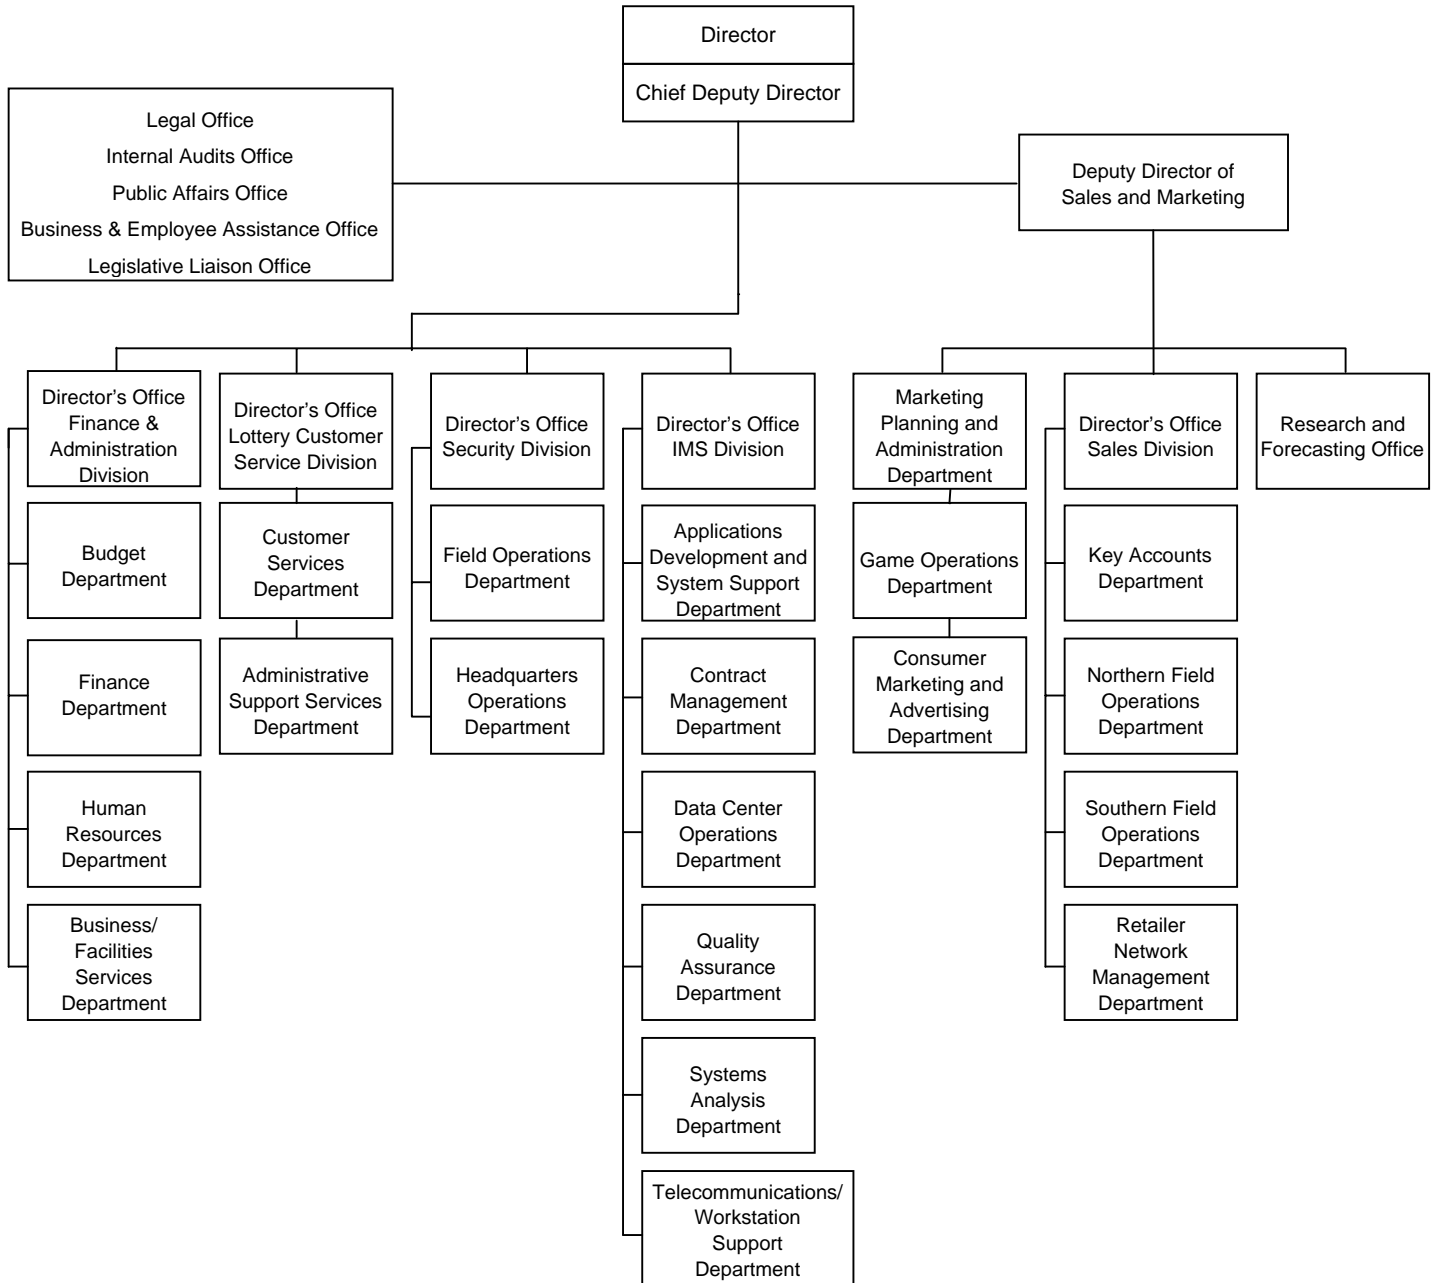 Director
Chief Deputy Director
Legal Office
Internal Audits Office
Public Affairs Office
Business & Employee Assistance Office
Legislative Liaison Office
Deputy Director of
Sales and Marketing
Director’s Office
Finance &
Administration
Division
Budget
Department
Finance
Department
Human
Resources
Department
Business/
Facilities
Services
Department
Director’s Office
Lottery Customer
Service Division
Customer
Services
Department
Administrative
Support Services
Department
Director’s Office
Security Division
Field Operations
Department
Headquarters
Operations
Department
Director’s Office
IMS Division
Applications
Development and
System Support
Department
Contract
Management
Department
Data Center
Operations
Department
Quality
Assurance
Department
Systems
Analysis
Department
Telecommunications/
Workstation
Support
Department
Marketing
Planning and
Administration
Department
Game Operations
Department
Consumer
Marketing and
Advertising
Department
Director’s Office
Sales Division
Key Accounts
Department
Northern Field
Operations
Department
Southern Field
Operations
Department
Retailer
Network
Management
Department
Research and
Forecasting Office